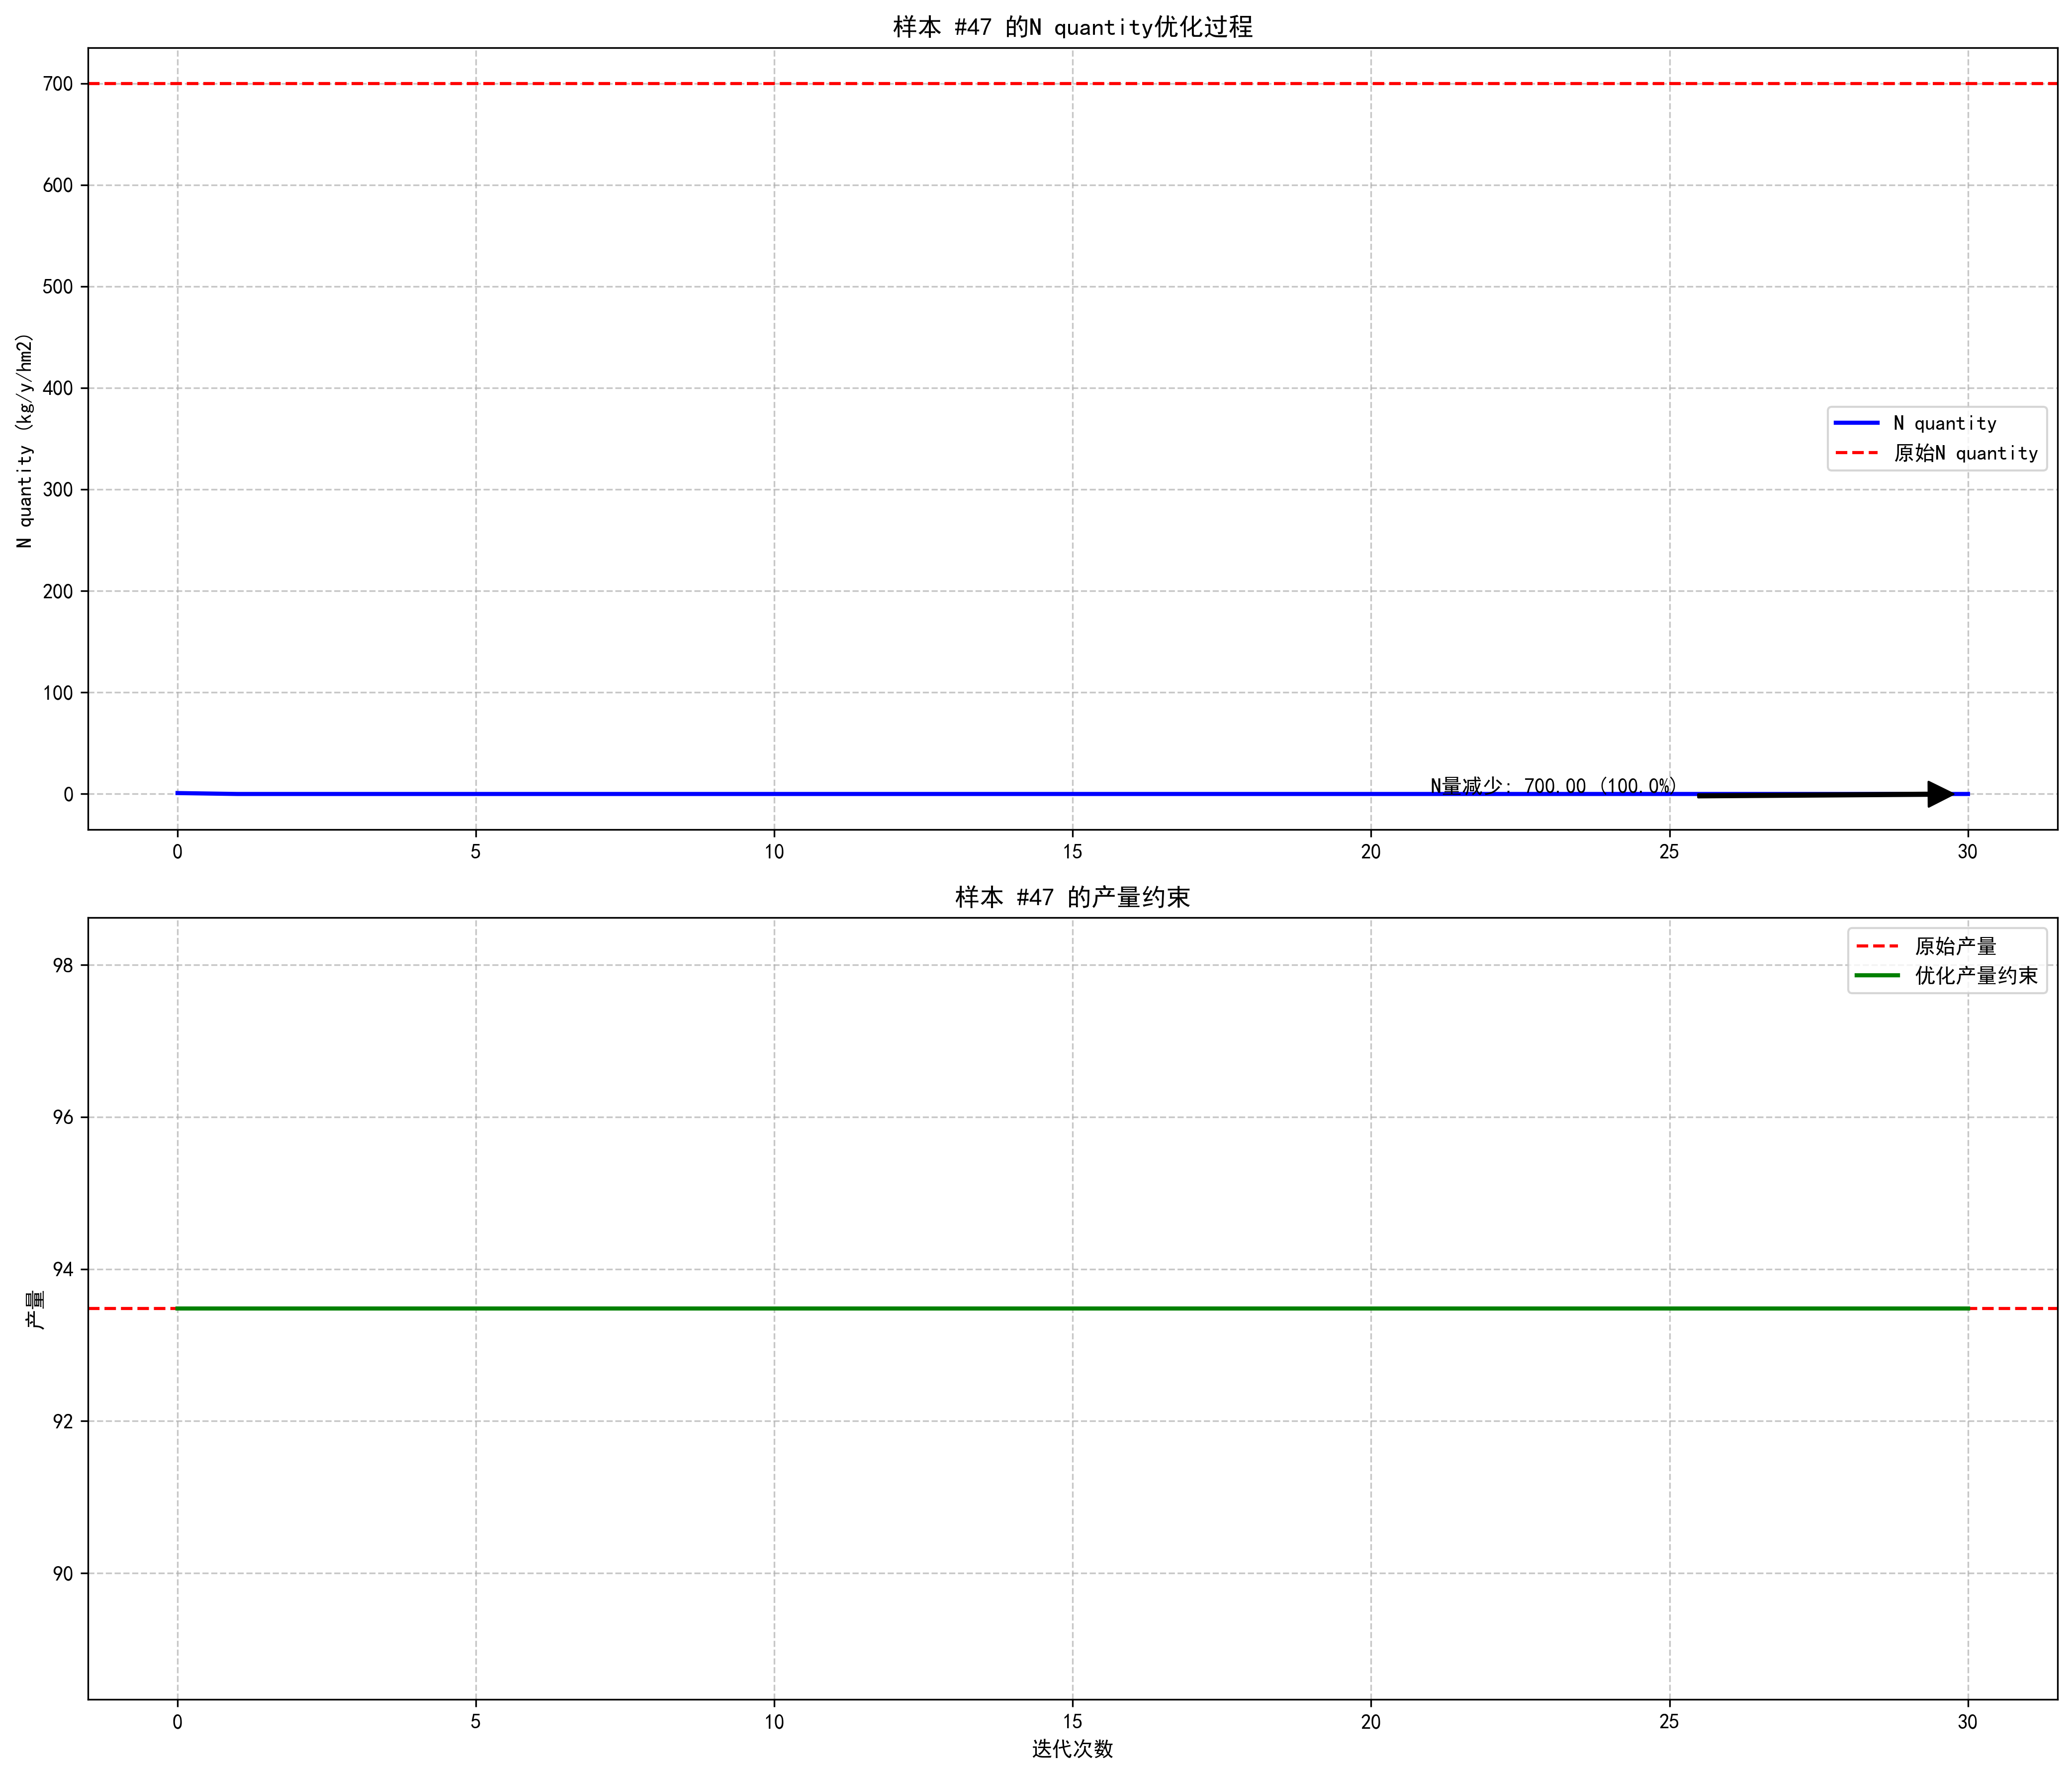 样本 #47 的N quantity优化过程
N quantity (kg/y/hm2)
700
600
500
400
300
200
100
0
N quantity
原始N quantity
N量减少: 700.00 (100.0%)
0 5 10 15 20 25 30
样本 #47 的产量约束
产量
98
96
94
92
90
原始产量
优化产量约束
0 5 10 15 20 25 30
迭代次数